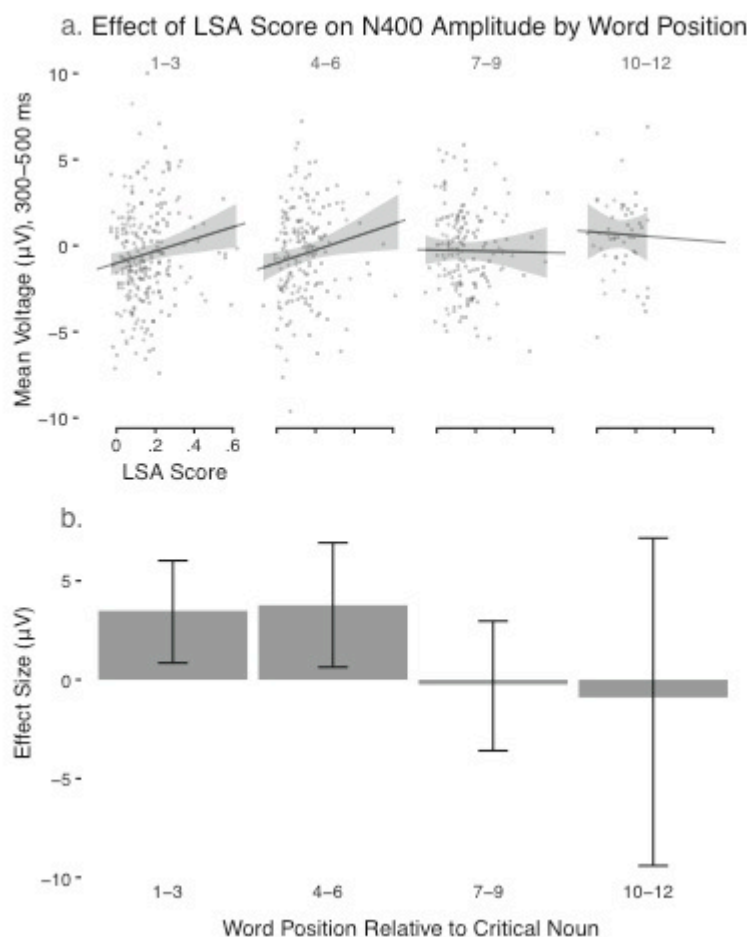 a. Effect of LSA Score on N400 Amplitude by Word Position
1–3 4–6 7–9 10–12
Mean Voltage (µV), 300–500 ms
10
5
0
−5
−10
0 .2 .4 .6
LSA Score
b.
Effect Size (µV)
5
0
−5
−10
1–3 4–6 7–9 10–12
Word Position Relative to Critical Noun